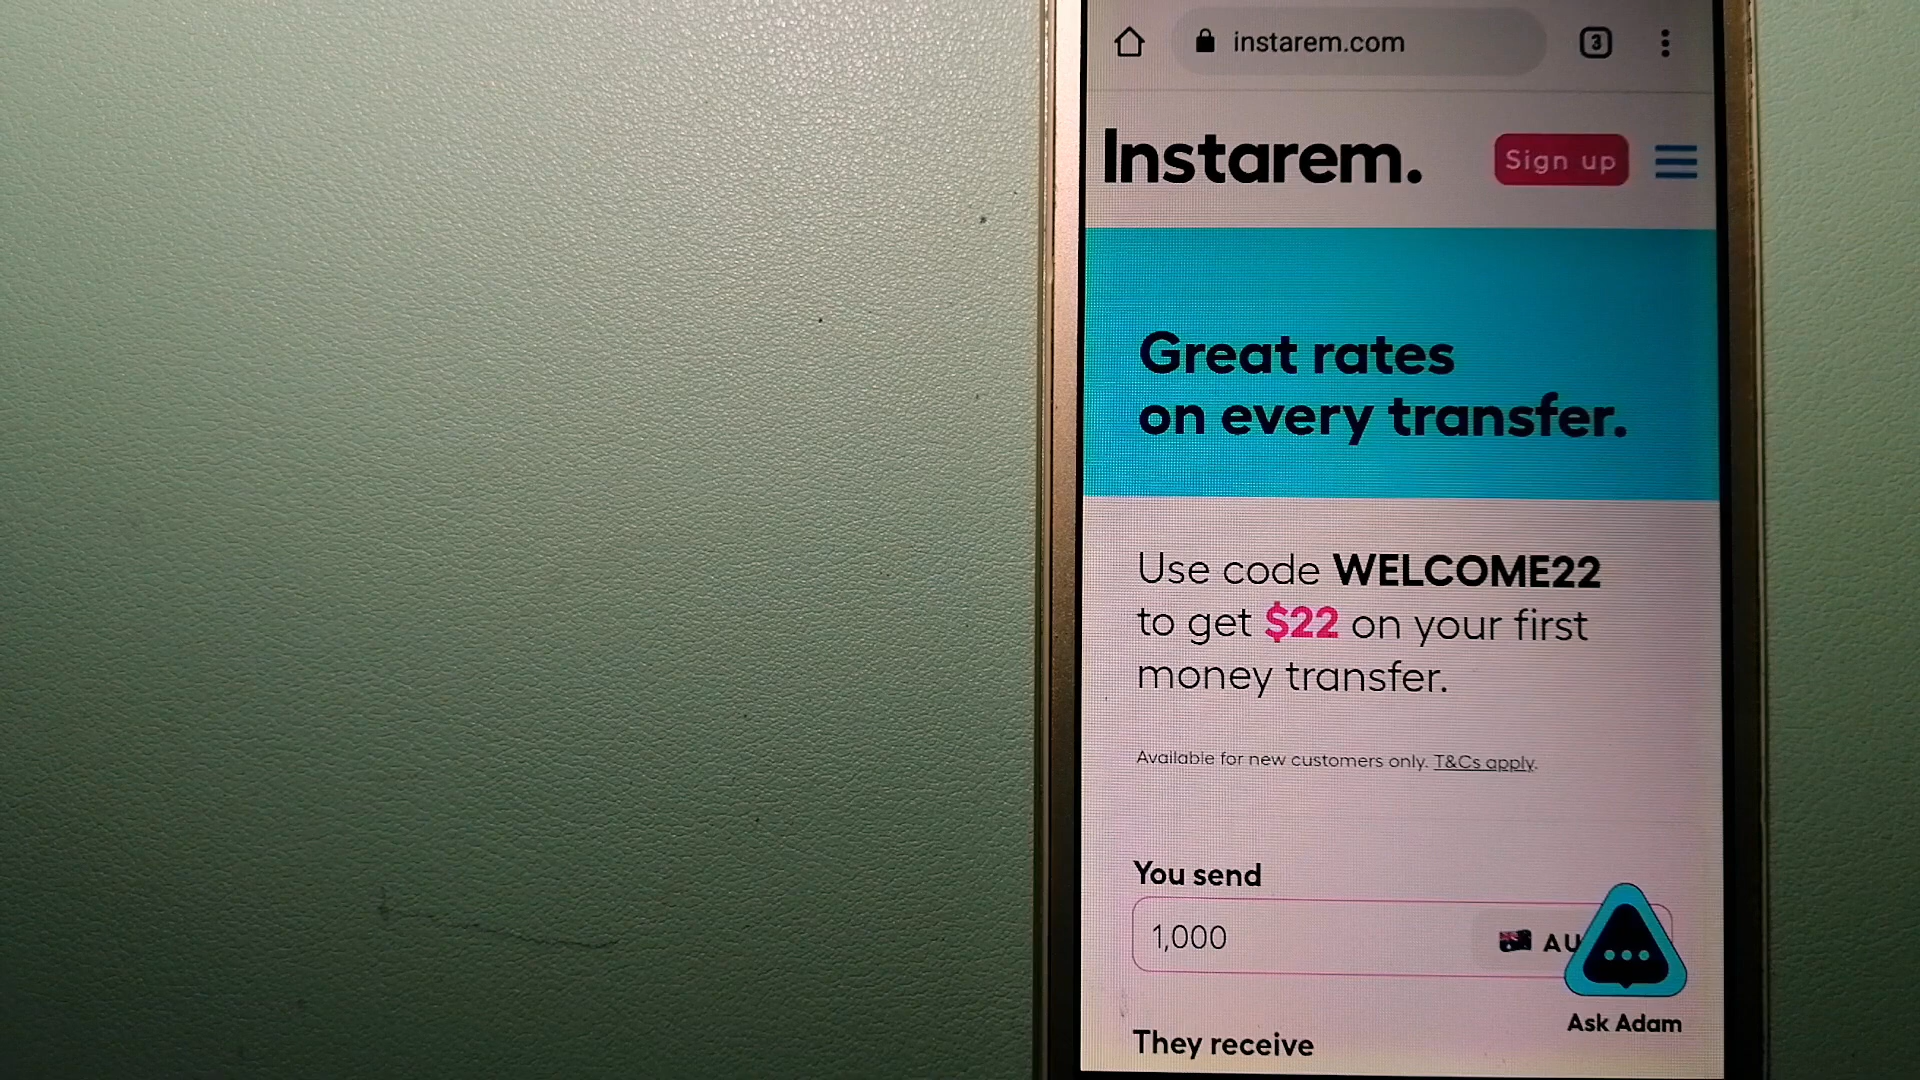 instarem.com
3
Instarem.
Sign up
Great rates
on every transfer.
Use code WELCOME22
to get $22 on your first
money transfer.
Available for new customers only. T&Cs apply.
You send
1,000
AU
Ask Adam
They receive